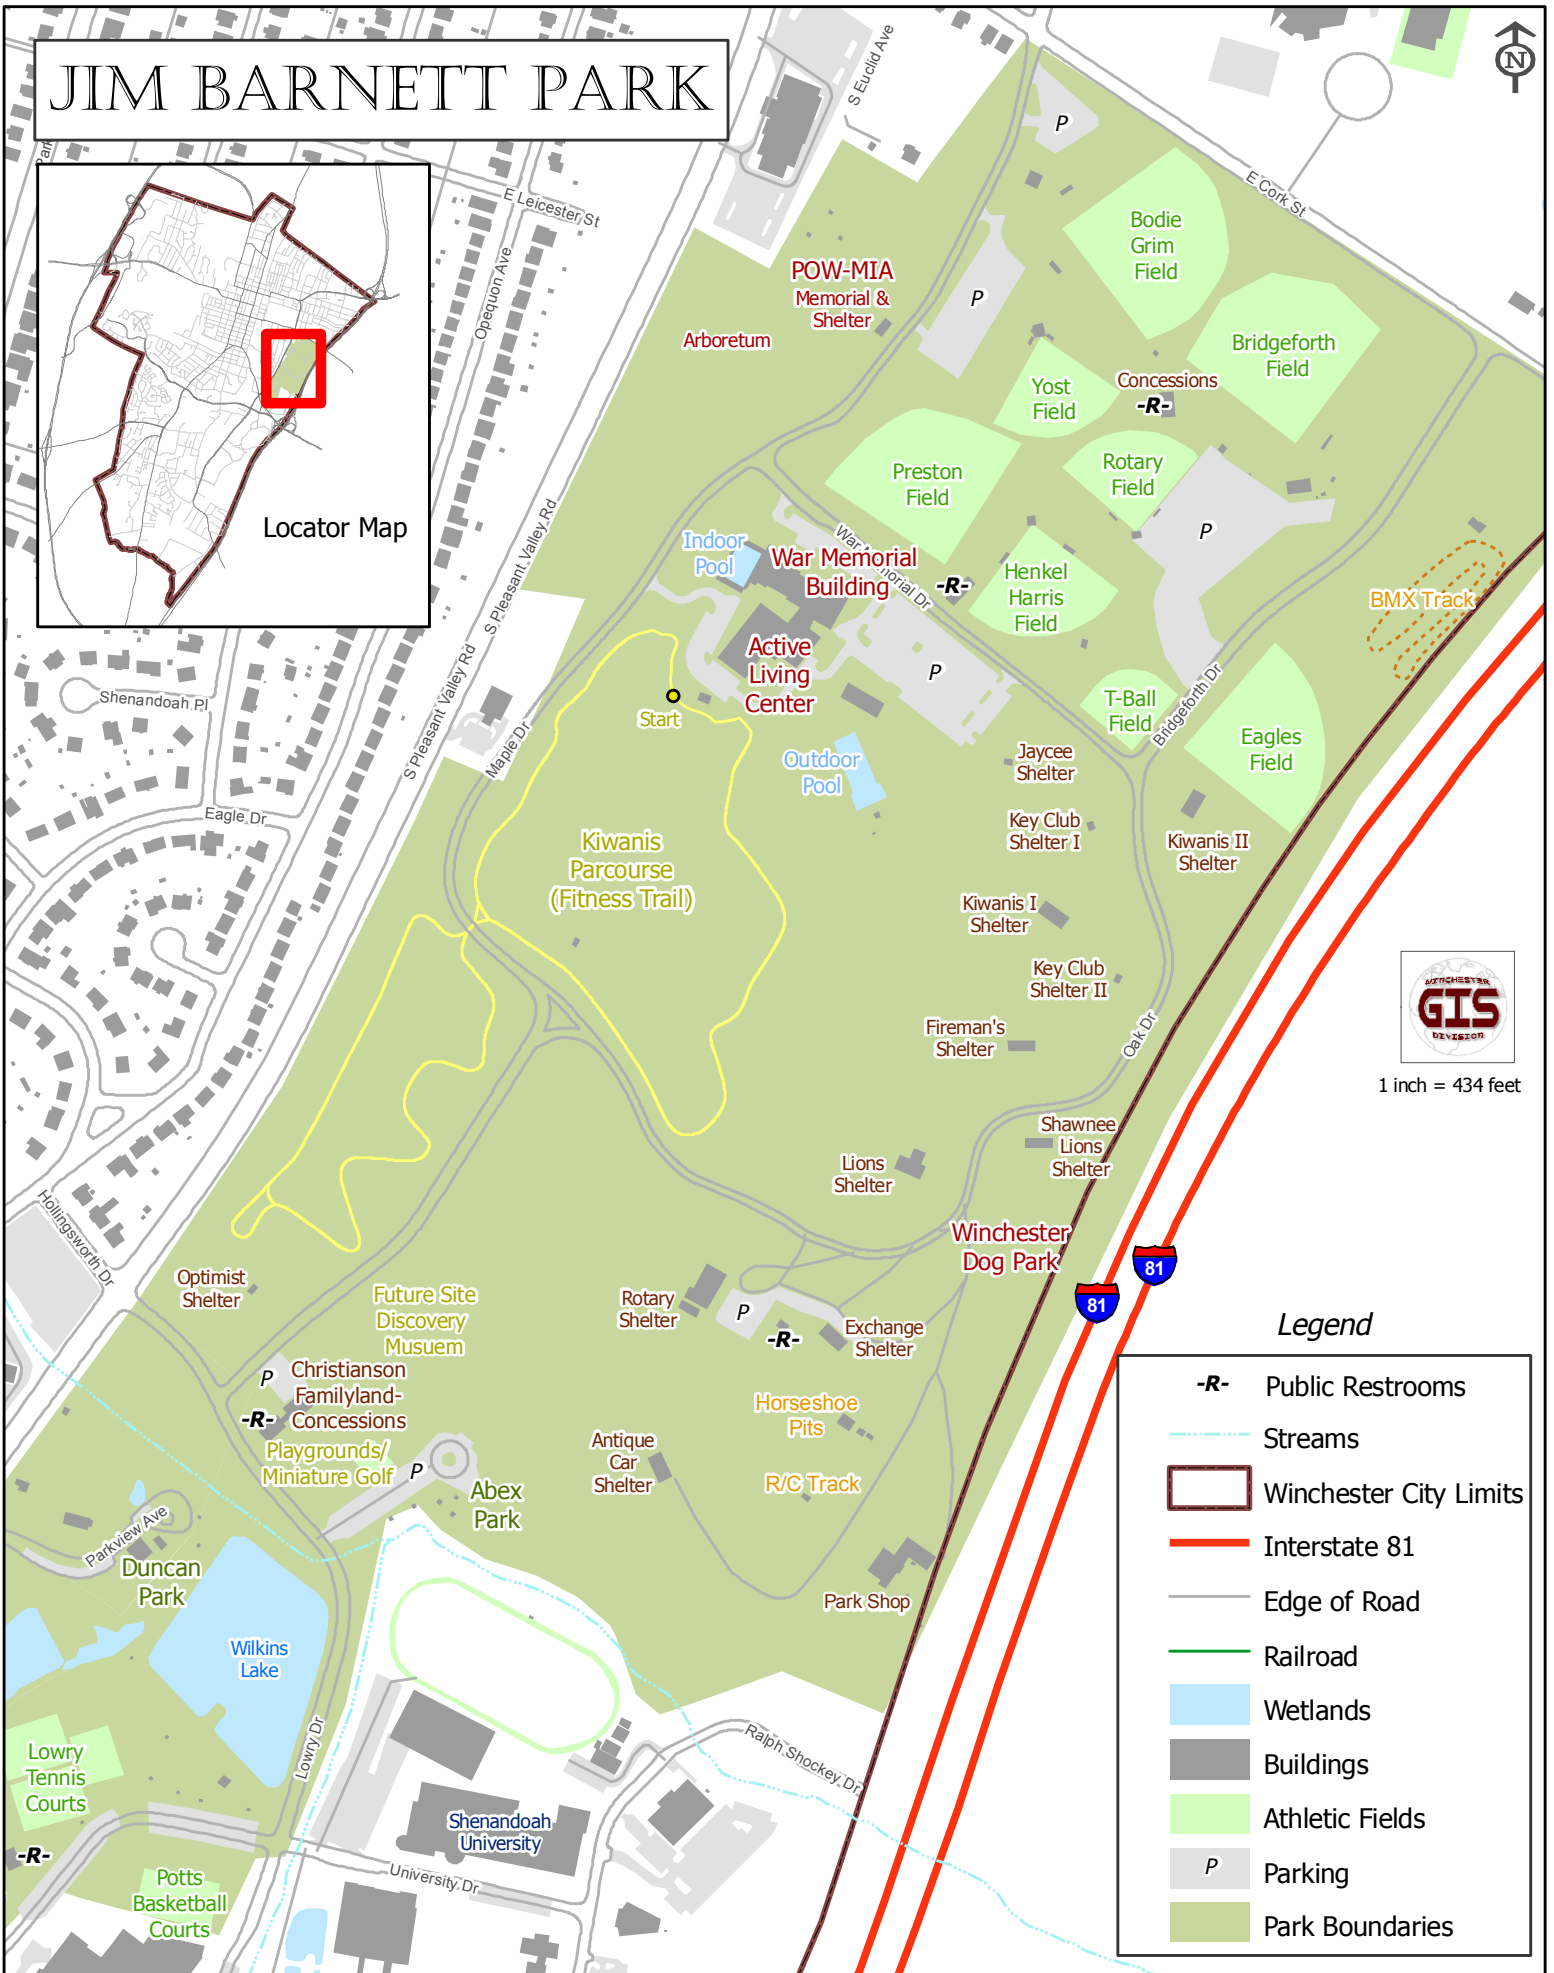 JIM BARNETT PARK
N
S Euclid Ave
E Leicester St
Opequon Ave
E Cork St
Locator Map
P
Bodie
Grim
Field
POW-MIA
Memorial &
Shelter
P
Arboretum
Bridgeforth
Field
Yost
Field
Concessions
-R-
Preston
Field
Rotary
Field
P
Indoor
Pool
War Memorial
Building
War Memorial Dr
-R-
Henkel
Harris
Field
BMX Track
S Pleasant Valley Rd
S Pleasant Valley Rd
Active
Living
Center
P
Start
Shenandoah Pl
Maple Dr
T-Ball
Field
Bridgeforth Dr
Eagles
Field
Outdoor
Pool
Jaycee
Shelter
Eagle Dr
Key Club
Shelter I
Kiwanis II
Shelter
Kiwanis
Parcourse
(Fitness Trail)
Kiwanis I
Shelter
Key Club
Shelter II
Fireman's
Shelter
Oak Dr
WINCHESTER
GIS
DIVISION
1 inch = 434 feet
Shawnee
Lions
Shelter
Lions
Shelter
Hollingsworth Dr
Winchester
Dog Park
81
81
Optimist
Shelter
Future Site
Discovery
Musuem
Rotary
Shelter
P
-R-
Exchange
Shelter
P
Christianson
Familyland-
Concessions
-R-
Playgrounds/
Miniature Golf
P
Horseshoe
Pits
Antique
Car
Shelter
R/C Track
Abex
Park
Parkview Ave
Duncan
Park
Park Shop
Wilkins
Lake
Lowry Dr
Ralph Shockey Dr
Lowry
Tennis
Courts
-R-
Shenandoah
University
University Dr
Potts
Basketball
Courts
Legend
-R- Public Restrooms
Streams
Winchester City Limits
Interstate 81
Edge of Road
Railroad
Wetlands
Buildings
Athletic Fields
P Parking
Park Boundaries